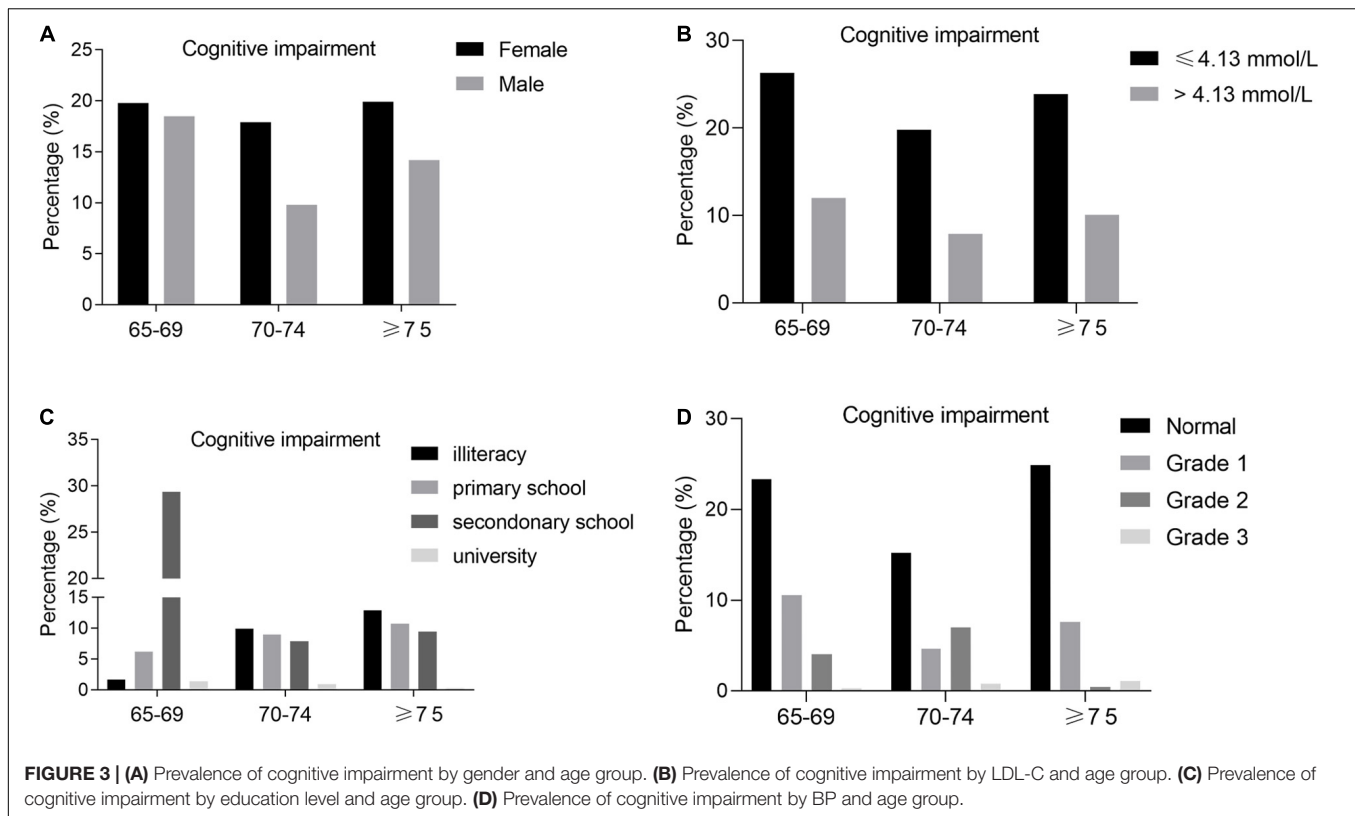 A
Cognitive impairment
Female
Male
Percentage (%)
25
20
15
10
5
0
65-69
70-74
≥7 5
B
Cognitive impairment
≤ 4.13 mmol/L
> 4.13 mmol/L
Percentage (%)
30
20
10
0
65-69
70-74
≥7 5
C
Cognitive impairment
illiteracy
primary school
secondonary school
university
Percentage (%)
35
30
25
20
15
10
5
0
65-69
70-74
≥7 5
D
Cognitive impairment
Normal
Grade 1
Grade 2
Grade 3
Percentage (%)
30
20
10
0
65-69
70-74
≥7 5
FIGURE 3 | (A) Prevalence of cognitive impairment by gender and age group. (B) Prevalence of cognitive impairment by LDL-C and age group. (C) Prevalence of
cognitive impairment by education level and age group. (D) Prevalence of cognitive impairment by BP and age group.